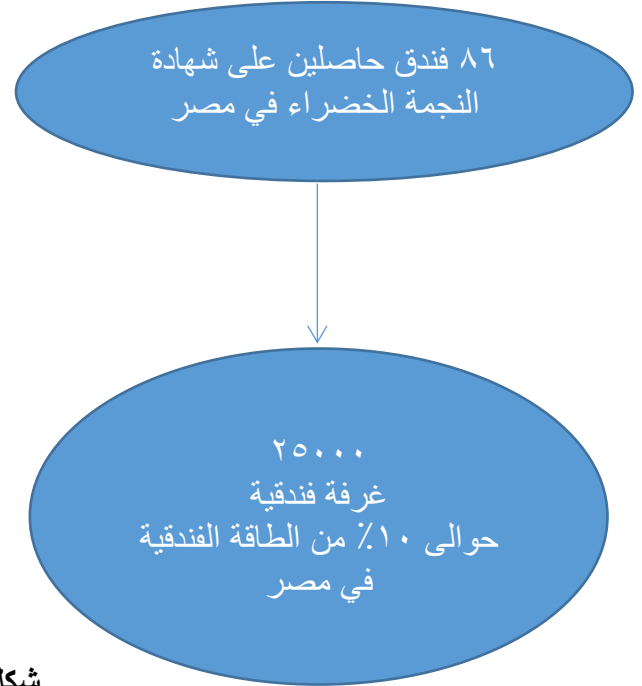 ٨٦ فندق حاصلين على شهادة
النجمة الخضراء في مصر
٢٥٠٠٠
غرفة فندقية
حوالى ١٠٪ من الطاقة الفندقية
في مصر